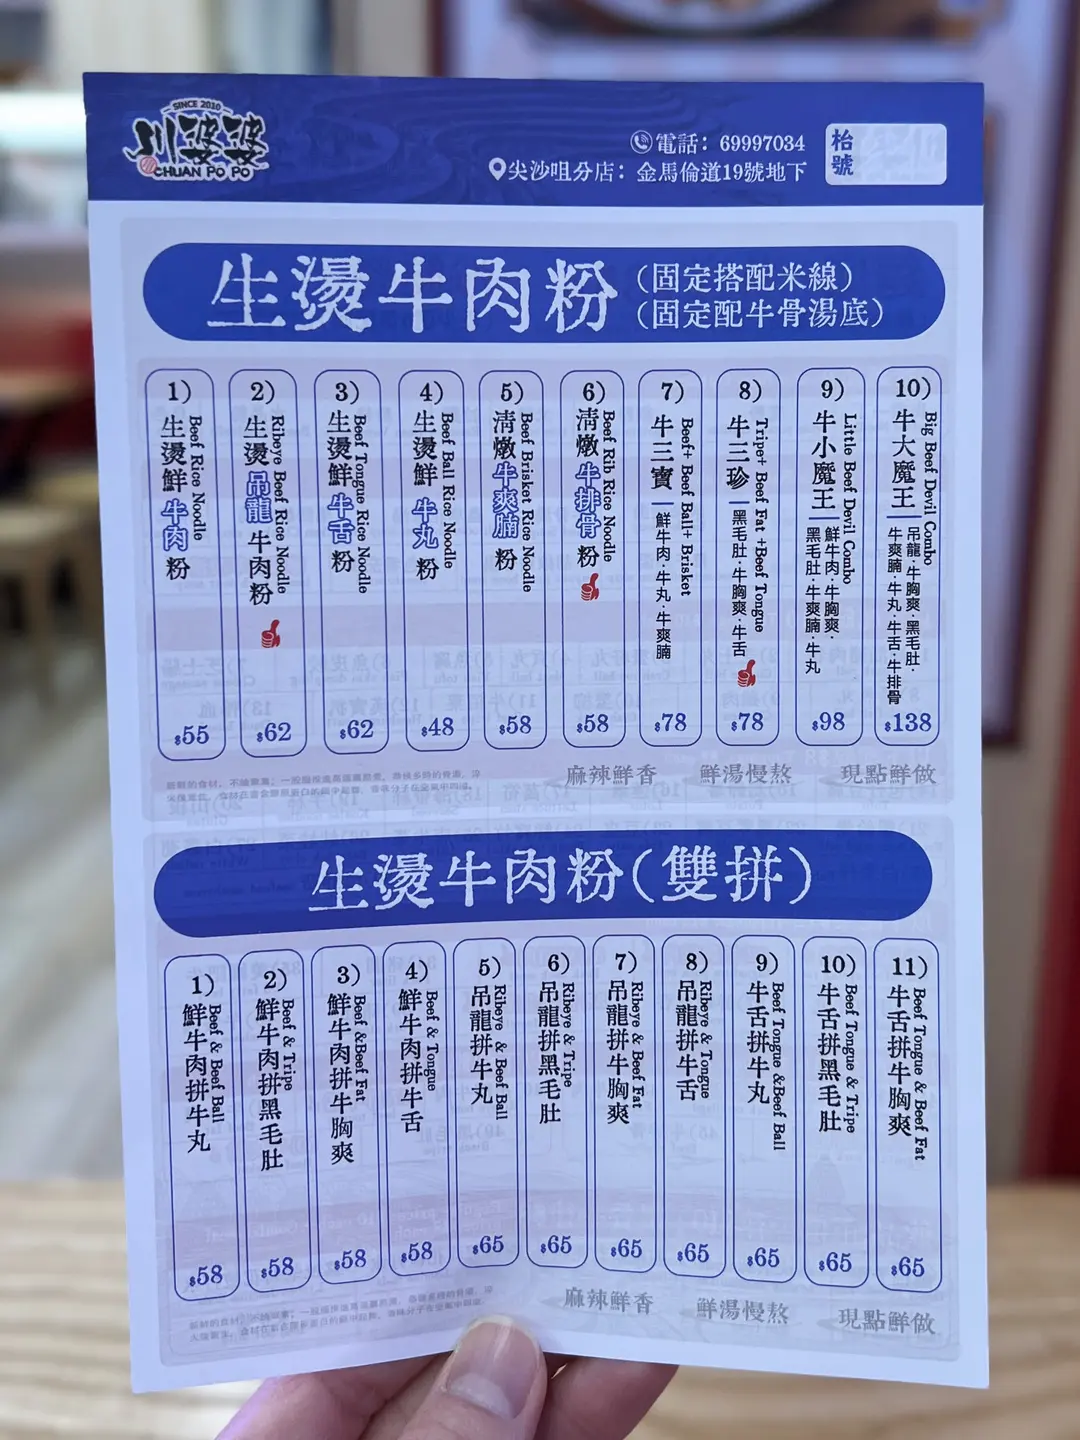 SINCE 2010
川婆婆
CHUAN PO PO
電話：69997034
尖沙咀分店：金馬倫道19號地下
枱號
生燙牛肉粉
（固定搭配米線）
（固定配牛骨湯底）
1)
生燙鮮牛肉粉
Beef Rice Noodle
$55
2)
生燙吊龍牛肉粉
Ribeye Beef Rice Noodle
$62
3)
生燙鮮牛舌粉
Beef Tongue Rice Noodle
$62
4)
生燙鮮牛丸粉
Beef Ball Rice Noodle
$48
5)
清燉牛爽腩粉
Beef Brisket Rice Noodle
$58
6)
清燉牛排骨粉
Beef Rib Rice Noodle
$58
7)
牛三寶
鮮牛肉·牛丸·牛爽腩
Beef+ Beef Ball+ Brisket
$78
8)
牛三珍
黑毛肚·牛胸爽·牛舌
Tripe+ Beef Fat +Beef Tongue
$78
9)
牛小魔王
鮮牛肉·牛胸爽·
黑毛肚·牛爽腩·牛丸
Little Beef Devil Combo
$98
10)
牛大魔王
吊龍·牛胸爽·黑毛肚·
牛爽腩·牛丸·牛舌·牛排骨
Big Beef Devil Combo
$138
麻辣鮮香 鮮湯慢熬 現點鮮做
生燙牛肉粉（雙拼）
1)
鮮牛肉拼牛丸
Beef & Beef Ball
$58
2)
鮮牛肉拼黑毛肚
Beef & Tripe
$58
3)
鮮牛肉拼牛胸爽
Beef &Beef Fat
$58
4)
鮮牛肉拼牛舌
Beef & Tongue
$58
5)
吊龍拼牛丸
Ribeye & Beef Ball
$65
6)
吊龍拼黑毛肚
Ribeye & Tripe
$65
7)
吊龍拼牛胸爽
Ribeye & Beef Fat
$65
8)
吊龍拼牛舌
Ribeye & Tongue
$65
9)
牛舌拼牛丸
Beef Tongue &Beef Ball
$65
10)
牛舌拼黑毛肚
Beef Tongue & Tripe
$65
11)
牛舌拼牛胸爽
Beef Tongue & Beef Fat
$65
麻辣鮮香 鮮湯慢熬 現點鮮做